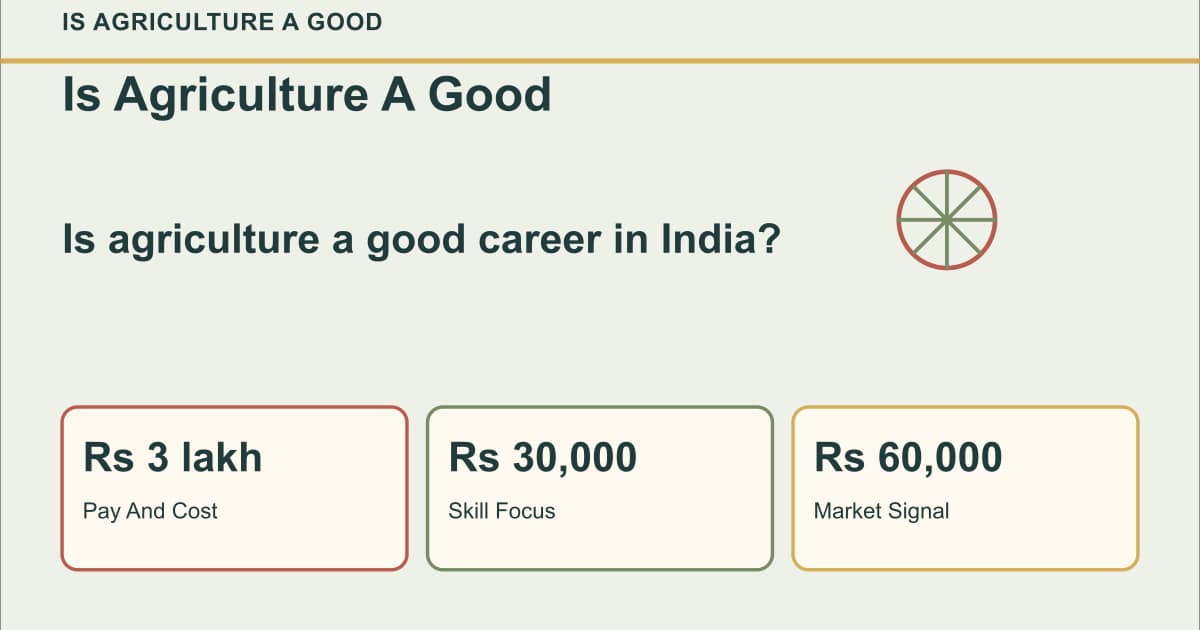 IS AGRICULTURE A GOOD
Is Agriculture A Good
Is agriculture a good career in India?
Rs 3 lakh
Pay And Cost
Rs 30,000
Skill Focus
Rs 60,000
Market Signal